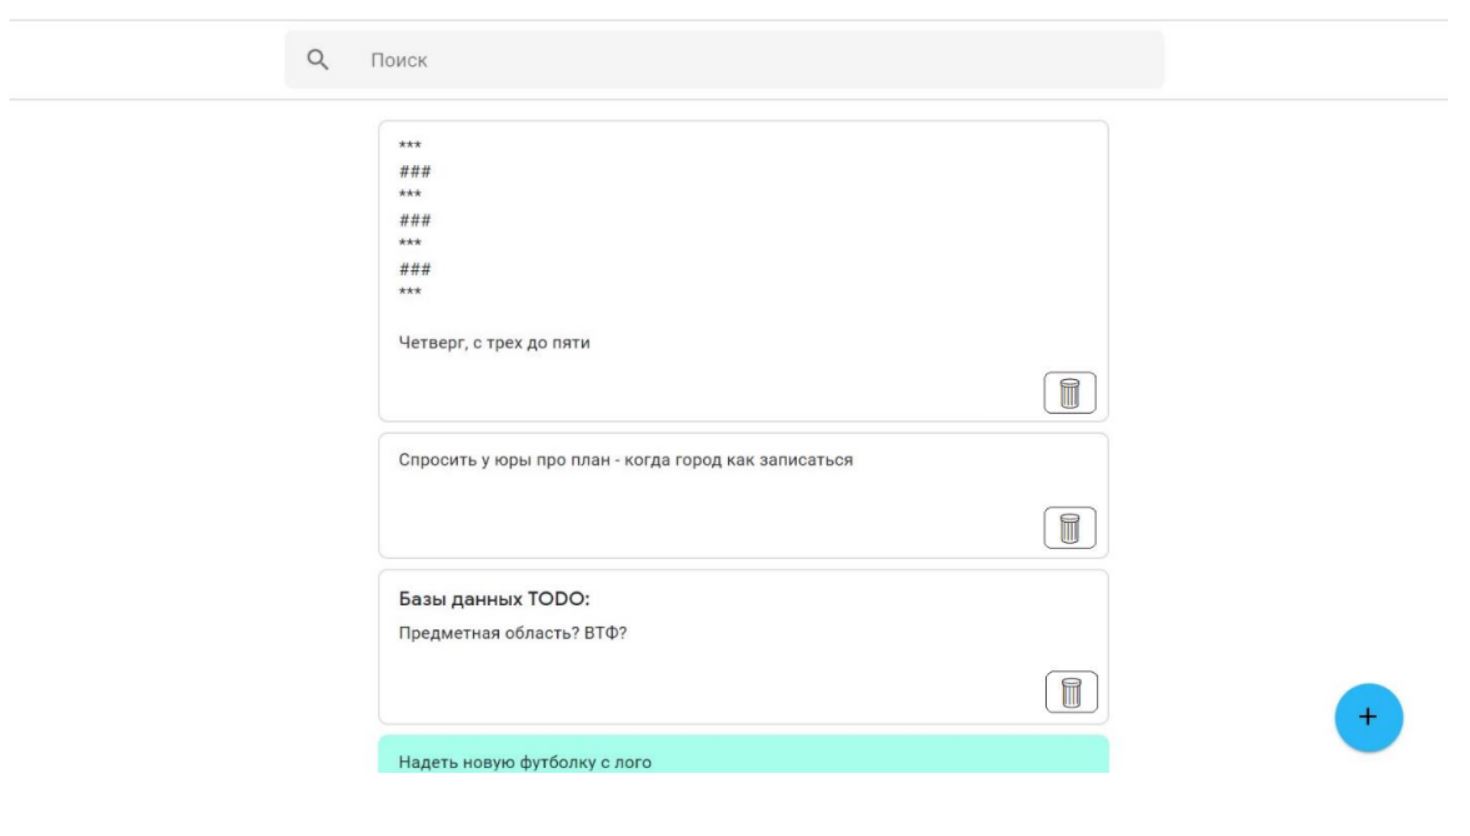 Поиск
***
###
***
###
***
###
***
Четверг, с трех до пяти
Спросить у юры про план - когда город как записаться
Базы данных TODO:
Предметная область? ВТФ?
Надеть новую футболку с лого
+